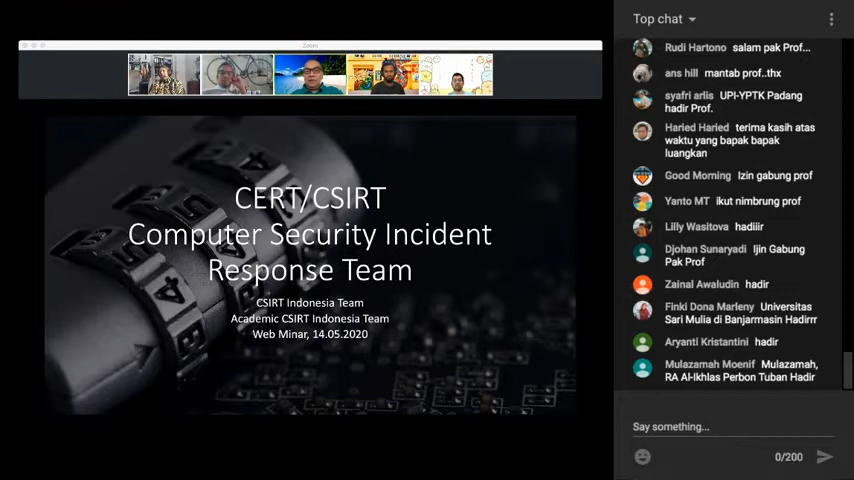 Zoom
CERT/CSIRT
Computer Security Incident
Response Team
CSIRT Indonesia Team
Academic CSIRT Indonesia Team
Web Minar, 14.05.2020
Top chat
Rudi Hartono salam pak Prof...
ans hill mantab prof..thx
syafri arlis UPI-YPTK Padang
hadir Prof.
Haried Haried terima kasih atas
waktu yang bapak bapak
luangkan
Good Morning Izin gabung prof
Yanto MT ikut nimbrung prof
Lilly Wasitova hadiiir
Djohan Sunaryadi Ijin Gabung
Pak Prof
Zainal Awaludin hadir
Finki Dona Marleny Universitas
Sari Mulia di Banjarmasin Hadirrr
Aryanti Kristantini hadir
Mulazamah Moenif Mulazamah,
RA Al-Ikhlas Perbon Tuban Hadir
Say something...
0/200